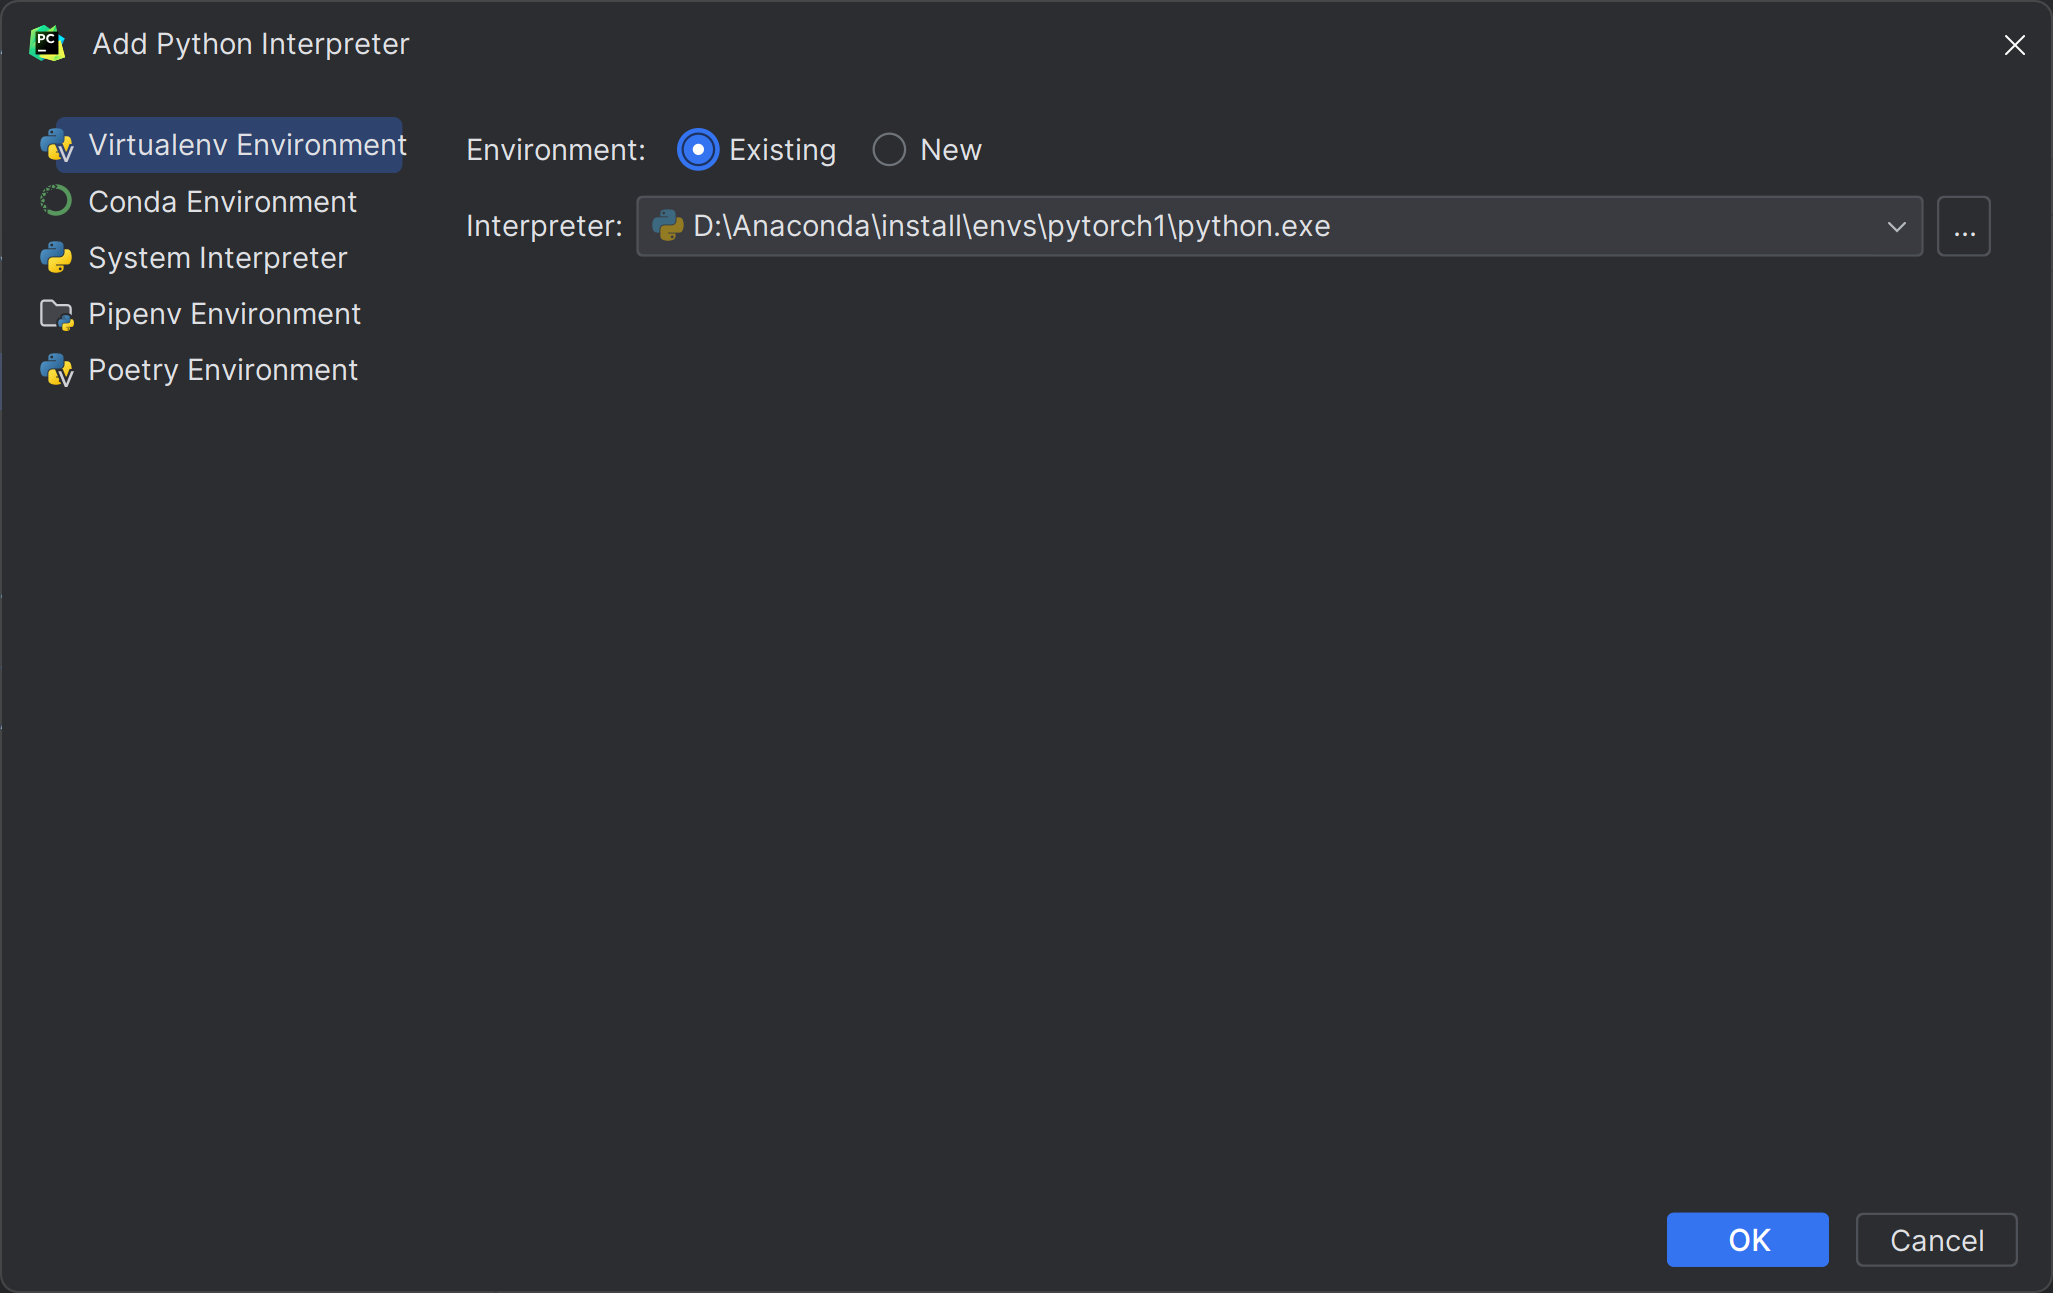 PC Add Python Interpreter
Virtualenv Environment
Conda Environment
System Interpreter
Pipenv Environment
Poetry Environment
Environment: Existing New
Interpreter: D:\Anaconda\install\envs\pytorch1\python.exe ...
OK Cancel